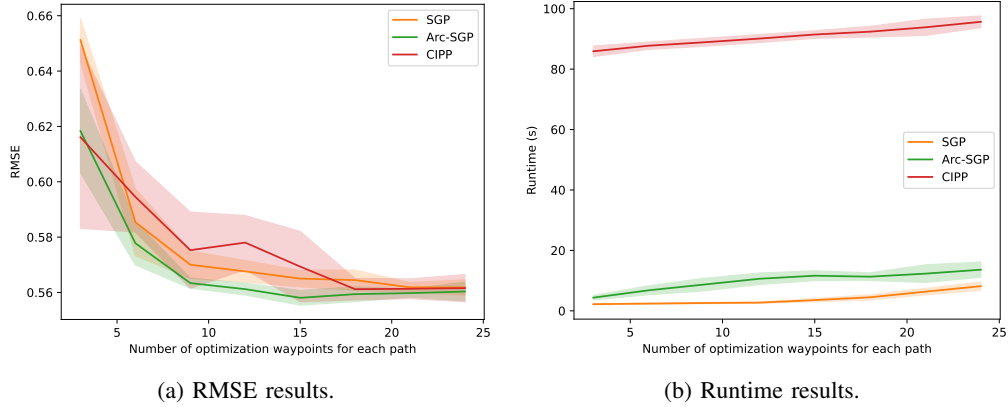 0.66
0.64
0.62
0.60
0.58
0.56
RMSE
5
10
15
20
25
Number of optimization waypoints for each path
SGP
Arc-SGP
CIPP
(a) RMSE results.
100
80
60
40
20
0
Runtime (s)
5
10
15
20
25
Number of optimization waypoints for each path
SGP
Arc-SGP
CIPP
(b) Runtime results.